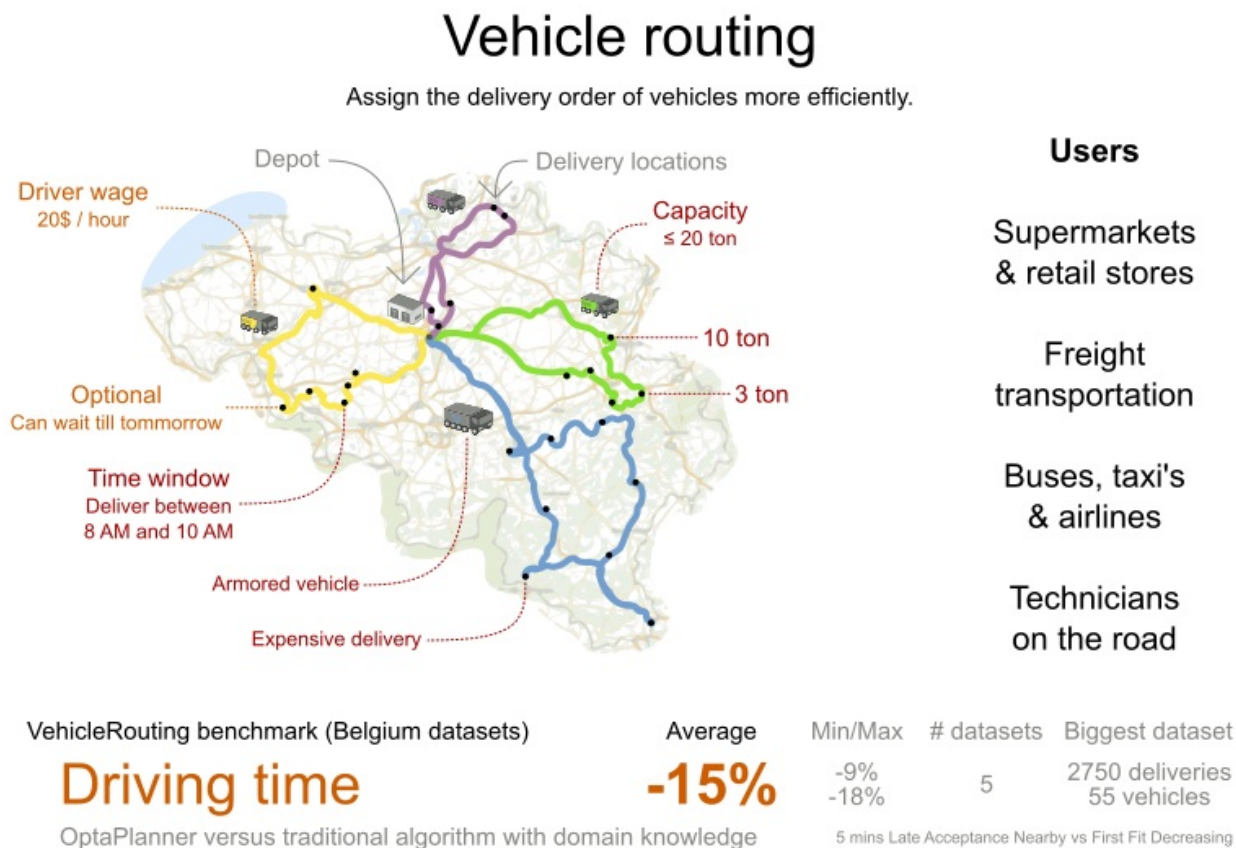 Vehicle routing
Assign the delivery order of vehicles more efficiently.
Depot
Delivery locations
Driver wage
20$ / hour
Capacity
≤ 20 ton
10 ton
3 ton
Optional
Can wait till tommorrow
Time window
Deliver between
8 AM and 10 AM
Armored vehicle
Expensive delivery
Users
Supermarkets
& retail stores
Freight
transportation
Buses, taxi's
& airlines
Technicians
on the road
VehicleRouting benchmark (Belgium datasets)
Driving time
OptaPlanner versus traditional algorithm with domain knowledge
Average
-15%
Min/Max
-9%
-18%
# datasets
5
Biggest dataset
2750 deliveries
55 vehicles
5 mins Late Acceptance Nearby vs First Fit Decreasing